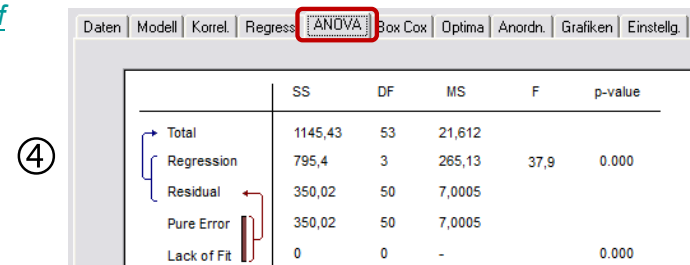 f
Daten Modell Korrel. Regress ANOVA Box Cox Optima Anordn. Grafiken Einstellg.
SS DF MS F p-value
④
Total 1145,43 53 21,612
Regression 795,4 3 265,13 37,9 0.000
Residual 350,02 50 7,0005
Pure Error 350,02 50 7,0005
Lack of Fit 0 0 - 0.000